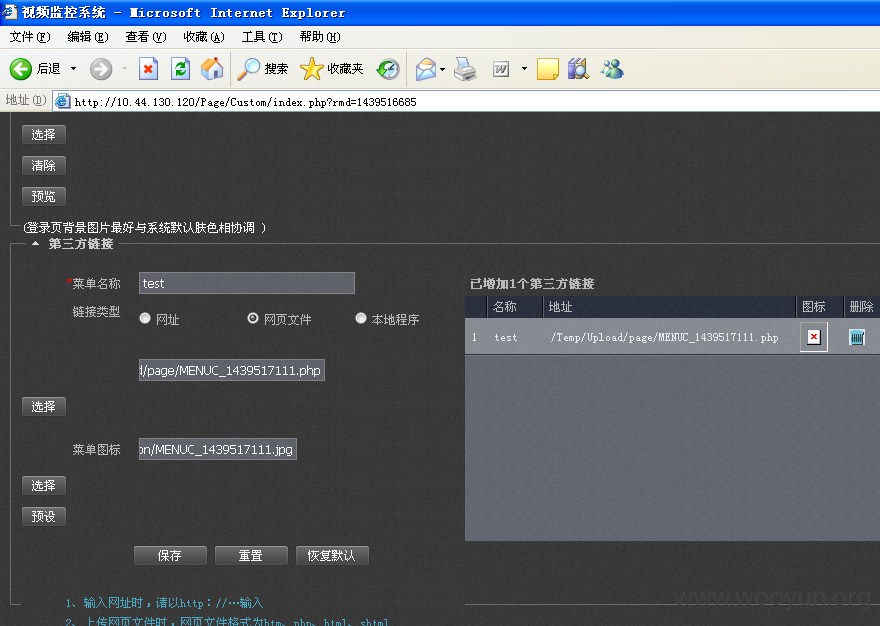 视频监控系统 - Microsoft Internet Explorer
文件(F) 编辑(E) 查看(V) 收藏(A) 工具(T) 帮助(H)
后退 搜索 收藏夹
地址(D) http://10.44.130.120/Page/Custom/index.php?rmd=1439516685
选择
清除
预览
(登录页背景图片最好与系统默认肤色相协调 )
第三方链接
*菜单名称 test
链接类型 网址 网页文件 本地程序
d/page/MENUC_1439517111.php
选择
菜单图标 on/MENUC_1439517111.jpg
选择
预设
保存 重置 恢复默认
已增加1个第三方链接
名称 地址 图标 删除
1 test /Temp/Upload/page/MENUC_1439517111.php
1、输入网址时，请以http：//…输入
2、上传网页文件时，网页文件格式为htm、php、html、shtml
www.wooyun.org